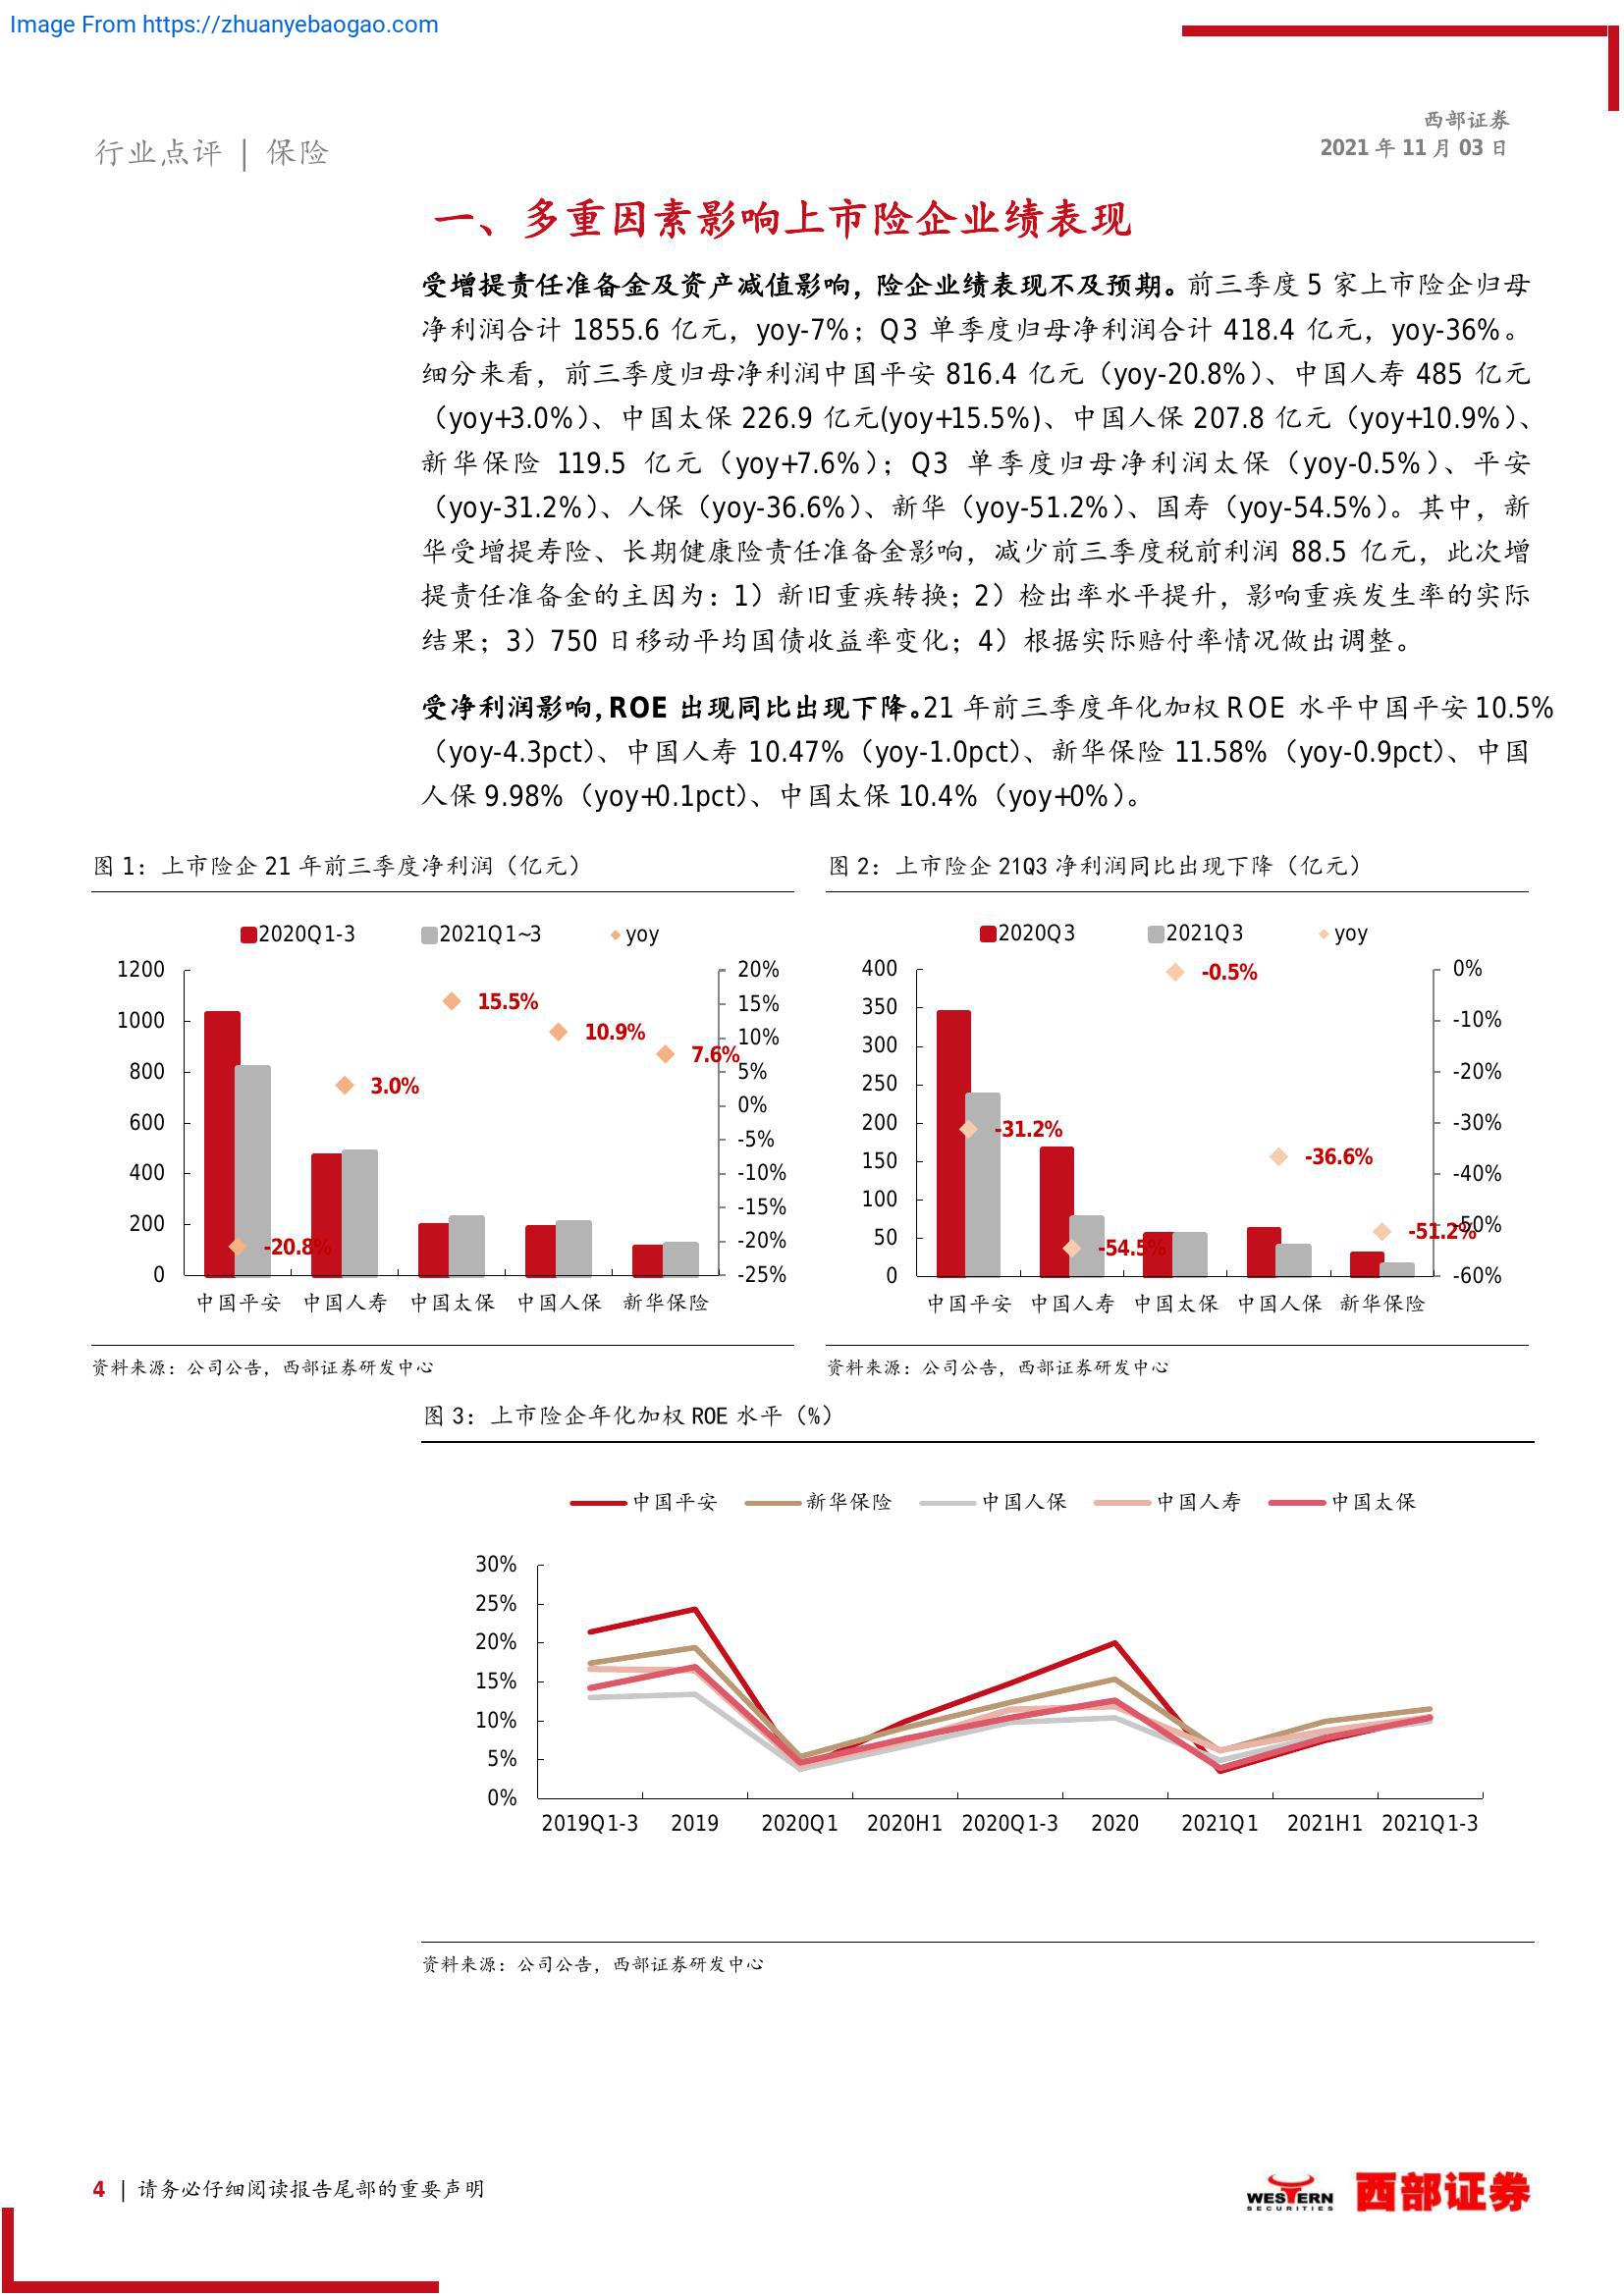 Image From https://zhuanyebaogao.com
西部证券
2021 年 11 月 03 日
行业点评 | 保险
一、多重因素影响上市险企业绩表现
受增提责任准备金及资产减值影响，险企业绩表现不及预期。前三季度 5 家上市险企归母
净利润合计 1855.6 亿元，yoy-7%；Q3 单季度归母净利润合计 418.4 亿元，yoy-36%。
细分来看，前三季度归母净利润中国平安 816.4 亿元（yoy-20.8%）、中国人寿 485 亿元
（yoy+3.0%）、中国太保 226.9 亿元(yoy+15.5%)、中国人保 207.8 亿元（yoy+10.9%）、
新华保险 119.5 亿元（yoy+7.6%）；Q3 单季度归母净利润太保（yoy-0.5%）、平安
（yoy-31.2%）、人保（yoy-36.6%）、新华（yoy-51.2%）、国寿（yoy-54.5%）。其中，新
华受增提寿险、长期健康险责任准备金影响，减少前三季度税前利润 88.5 亿元，此次增
提责任准备金的主因为：1）新旧重疾转换；2）检出率水平提升，影响重疾发生率的实际
结果；3）750 日移动平均国债收益率变化；4）根据实际赔付率情况做出调整。
受净利润影响，ROE 出现同比出现下降。21 年前三季度年化加权 ROE 水平中国平安 10.5%
（yoy-4.3pct）、中国人寿 10.47%（yoy-1.0pct）、新华保险 11.58%（yoy-0.9pct）、中国
人保 9.98%（yoy+0.1pct）、中国太保 10.4%（yoy+0%）。
图 1：上市险企 21 年前三季度净利润（亿元）
2020Q1-3 2021Q1~3 yoy
1200
1000
800
600
400
200
0
20%
15%
10%
5%
0%
-5%
-10%
-15%
-20%
-25%
-20.8%
3.0%
15.5%
10.9%
7.6%
中国平安 中国人寿 中国太保 中国人保 新华保险
资料来源：公司公告，西部证券研发中心
图 2：上市险企 21Q3 净利润同比出现下降（亿元）
2020Q3 2021Q3 yoy
400
350
300
250
200
150
100
50
0
0%
-10%
-20%
-30%
-40%
-50%
-60%
-31.2%
-54.5%
-0.5%
-36.6%
-51.2%
中国平安 中国人寿 中国太保 中国人保 新华保险
资料来源：公司公告，西部证券研发中心
图 3：上市险企年化加权 ROE 水平（%）
中国平安 新华保险 中国人保 中国人寿 中国太保
30%
25%
20%
15%
10%
5%
0%
2019Q1-3 2019 2020Q1 2020H1 2020Q1-3 2020 2021Q1 2021H1 2021Q1-3
资料来源：公司公告，西部证券研发中心
4 | 请务必仔细阅读报告尾部的重要声明
WESTERN
SECURITIES
西部证券